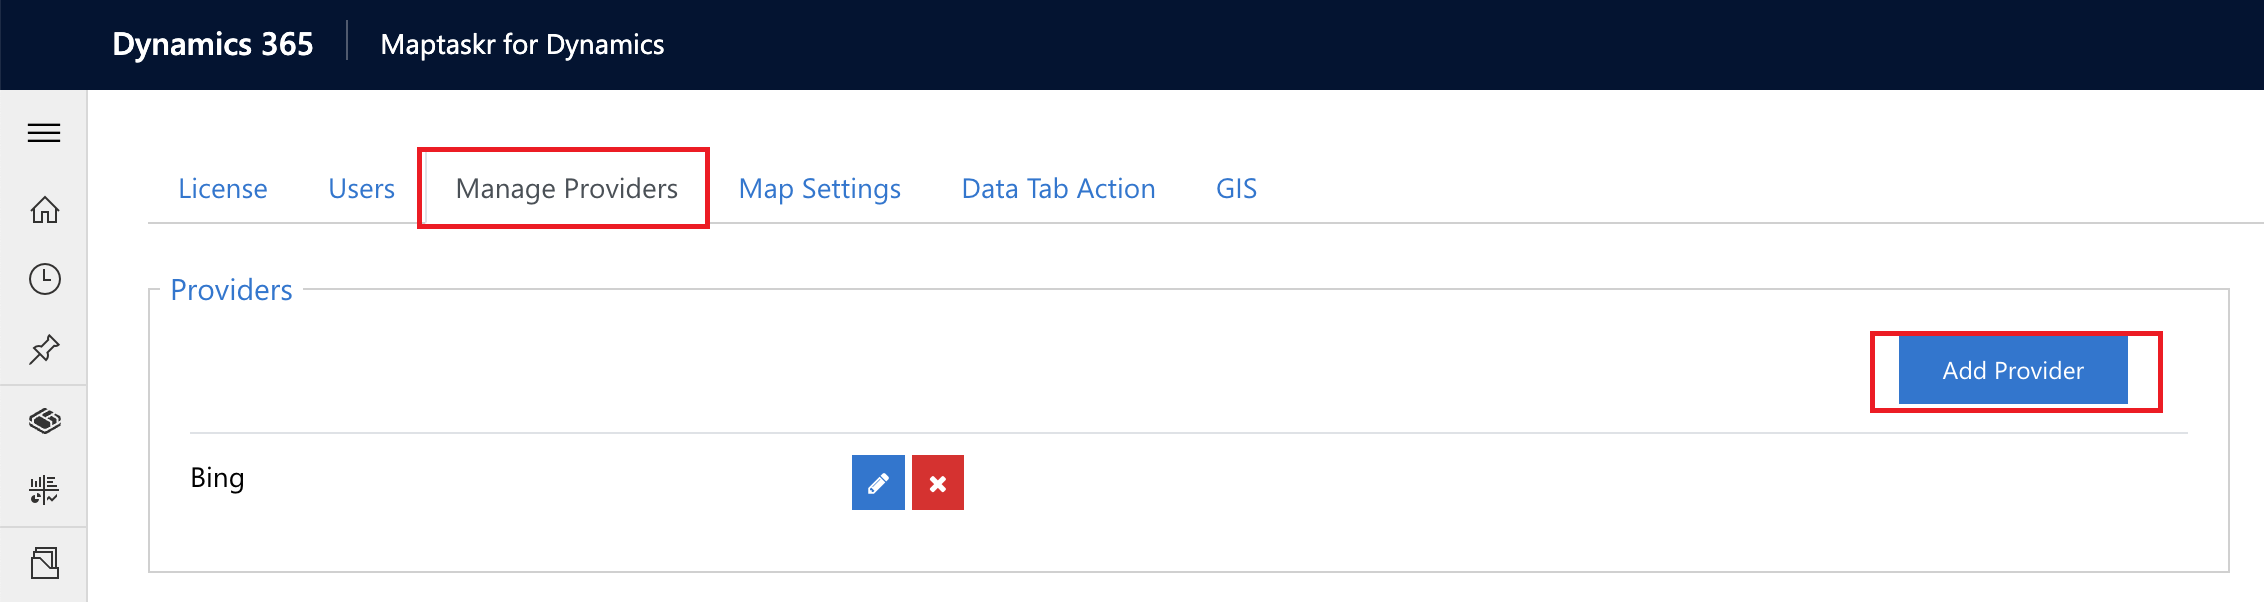 Dynamics 365 Maptaskr for Dynamics
License Users Manage Providers Map Settings Data Tab Action GIS
Providers
Add Provider
Bing